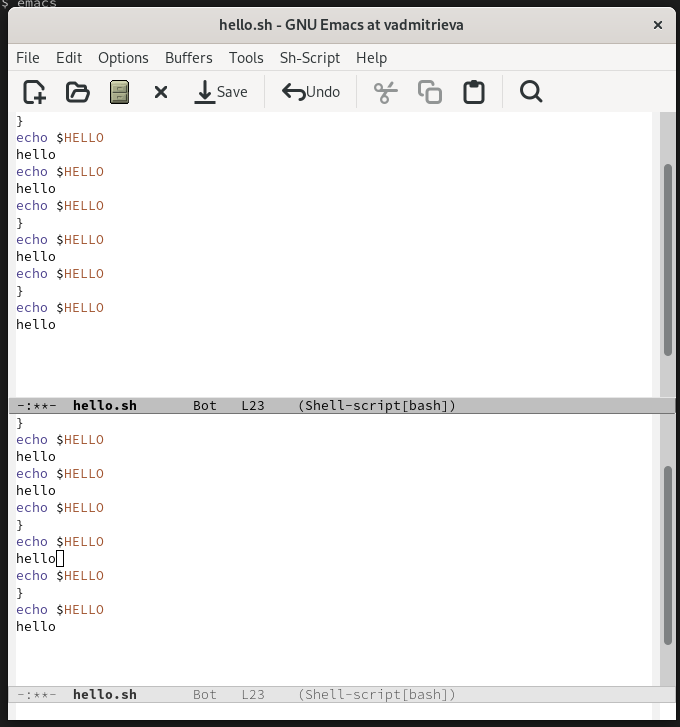 $ emacs
hello.sh - GNU Emacs at vadmitrieva ×
File Edit Options Buffers Tools Sh-Script Help
Save Undo
}
echo $HELLO
hello
echo $HELLO
hello
echo $HELLO
}
echo $HELLO
hello
echo $HELLO
}
echo $HELLO
hello
-:**- hello.sh Bot L23 (Shell-script[bash])
}
echo $HELLO
hello
echo $HELLO
hello
echo $HELLO
}
echo $HELLO
hello
echo $HELLO
}
echo $HELLO
hello
-:**- hello.sh Bot L23 (Shell-script[bash])